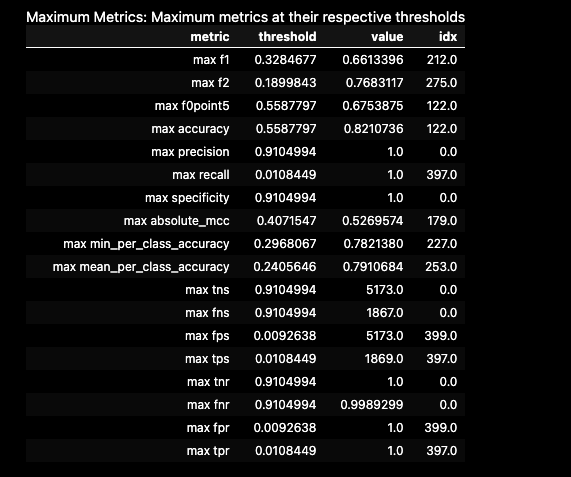 Maximum Metrics: Maximum metrics at their respective thresholds
metric threshold value idx
max f1 0.3284677 0.6613396 212.0
max f2 0.1899843 0.7683117 275.0
max f0point5 0.5587797 0.6753875 122.0
max accuracy 0.5587797 0.8210736 122.0
max precision 0.9104994 1.0 0.0
max recall 0.0108449 1.0 397.0
max specificity 0.9104994 1.0 0.0
max absolute_mcc 0.4071547 0.5269574 179.0
max min_per_class_accuracy 0.2968067 0.7821380 227.0
max mean_per_class_accuracy 0.2405646 0.7910684 253.0
max tns 0.9104994 5173.0 0.0
max fns 0.9104994 1867.0 0.0
max fps 0.0092638 5173.0 399.0
max tps 0.0108449 1869.0 397.0
max tnr 0.9104994 1.0 0.0
max fnr 0.9104994 0.9989299 0.0
max fpr 0.0092638 1.0 399.0
max tpr 0.0108449 1.0 397.0